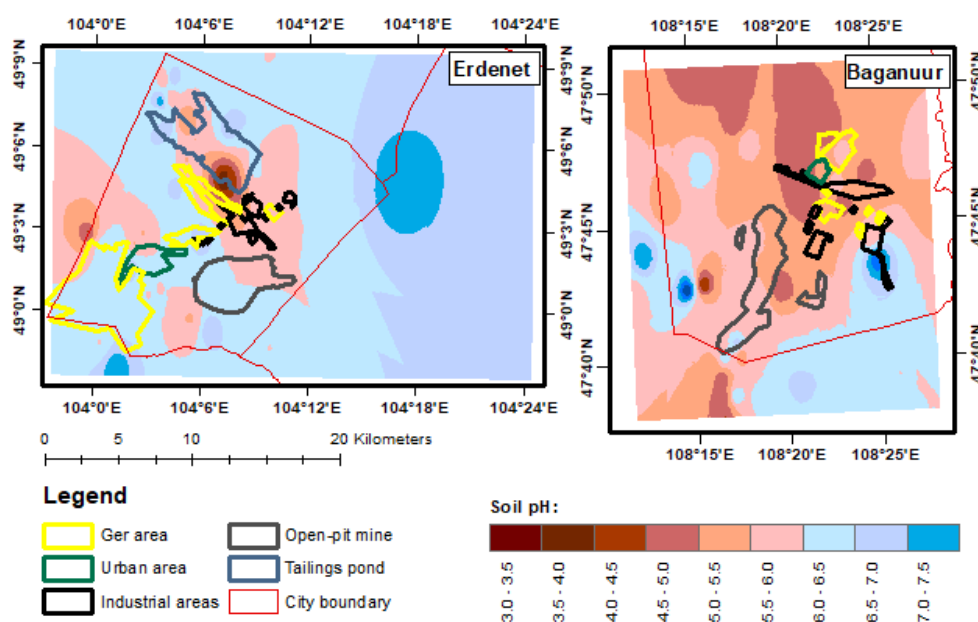 104°0'E 104°6'E 104°12'E 104°18'E 104°24'E
Erdenet
49°9'N 49°6'N 49°3'N 49°0'N
49°9'N 49°6'N 49°3'N 49°0'N
104°0'E 104°6'E 104°12'E 104°18'E 104°24'E
108°15'E 108°20'E 108°25'E
Baganuur
47°50'N 47°45'N 47°40'N
47°50'N 47°45'N 47°40'N
108°15'E 108°20'E 108°25'E
0 5 10 20 Kilometers
Legend
Ger area
Urban area
Industrial areas
Open-pit mine
Tailings pond
City boundary
Soil pH:
3.0 - 3.5
3.5 - 4.0
4.0 - 4.5
4.5 - 5.0
5.0 - 5.5
5.5 - 6.0
6.0 - 6.5
6.5 - 7.0
7.0 - 7.5